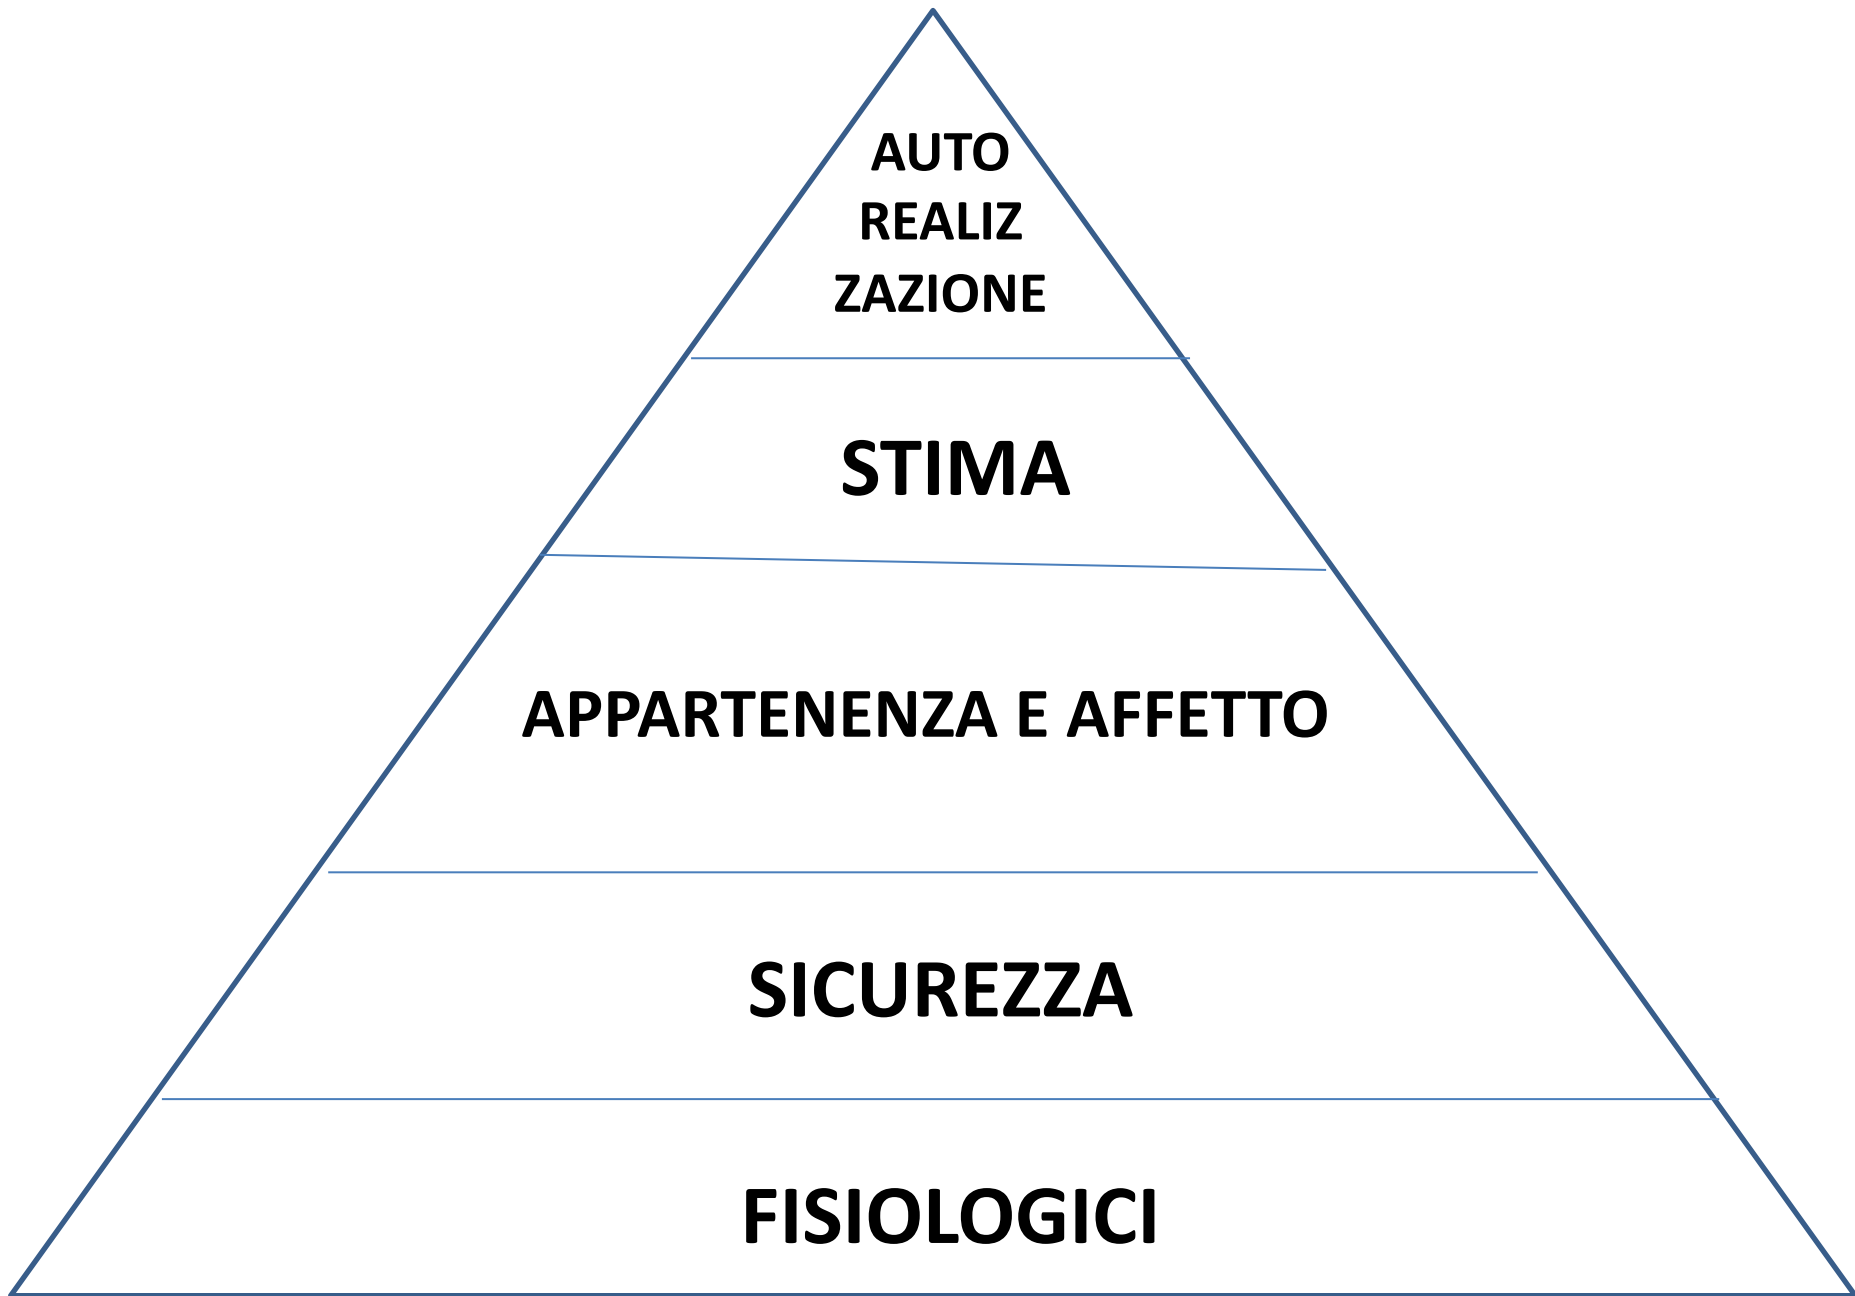 AUTO
REALIZ
ZAZIONE
STIMA
APPARTENENZA E AFFETTO
SICUREZZA
FISIOLOGICI